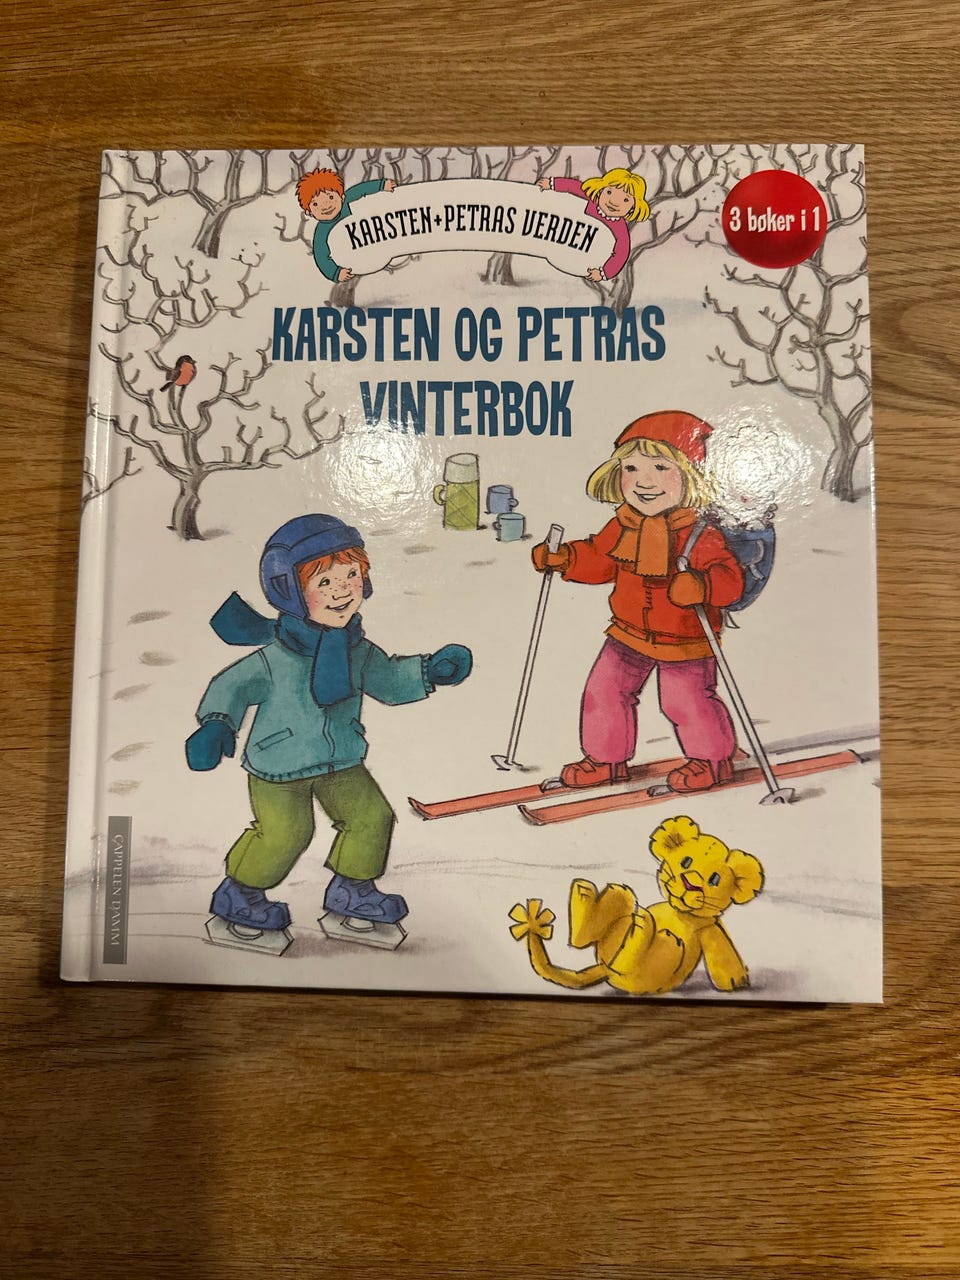 KARSTEN+PETRAS VERDEN
3 bøker i 1
KARSTEN OG PETRAS
VINTERBOK
CAPPELEN DAMM